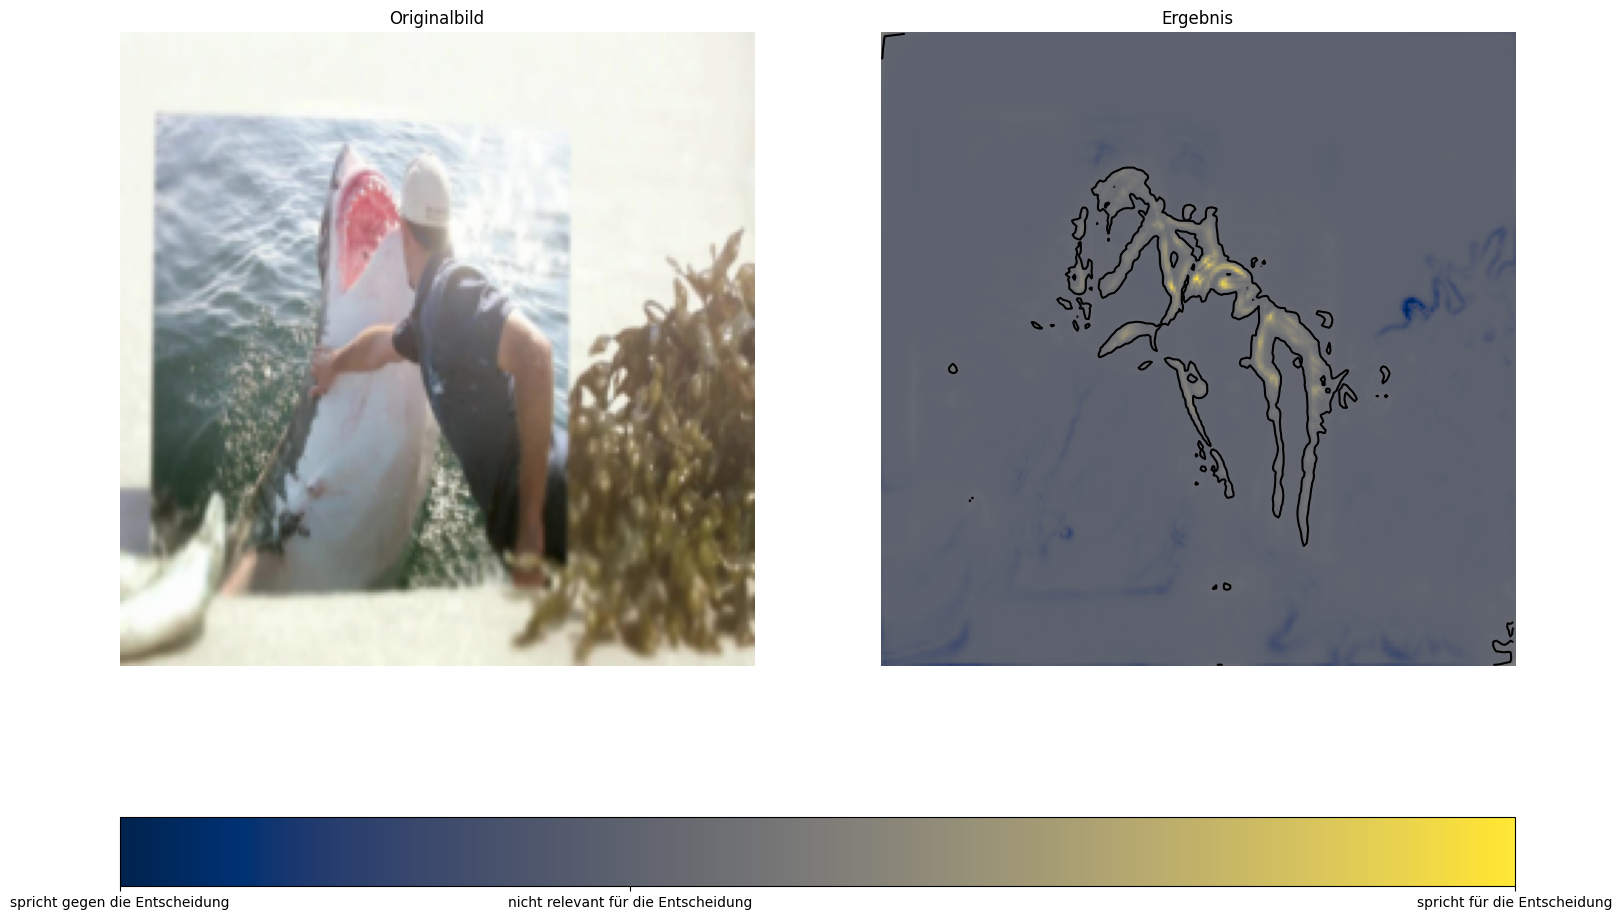 Originalbild
Ergebnis
spricht gegen die Entscheidung
nicht relevant für die Entscheidung
spricht für die Entscheidung